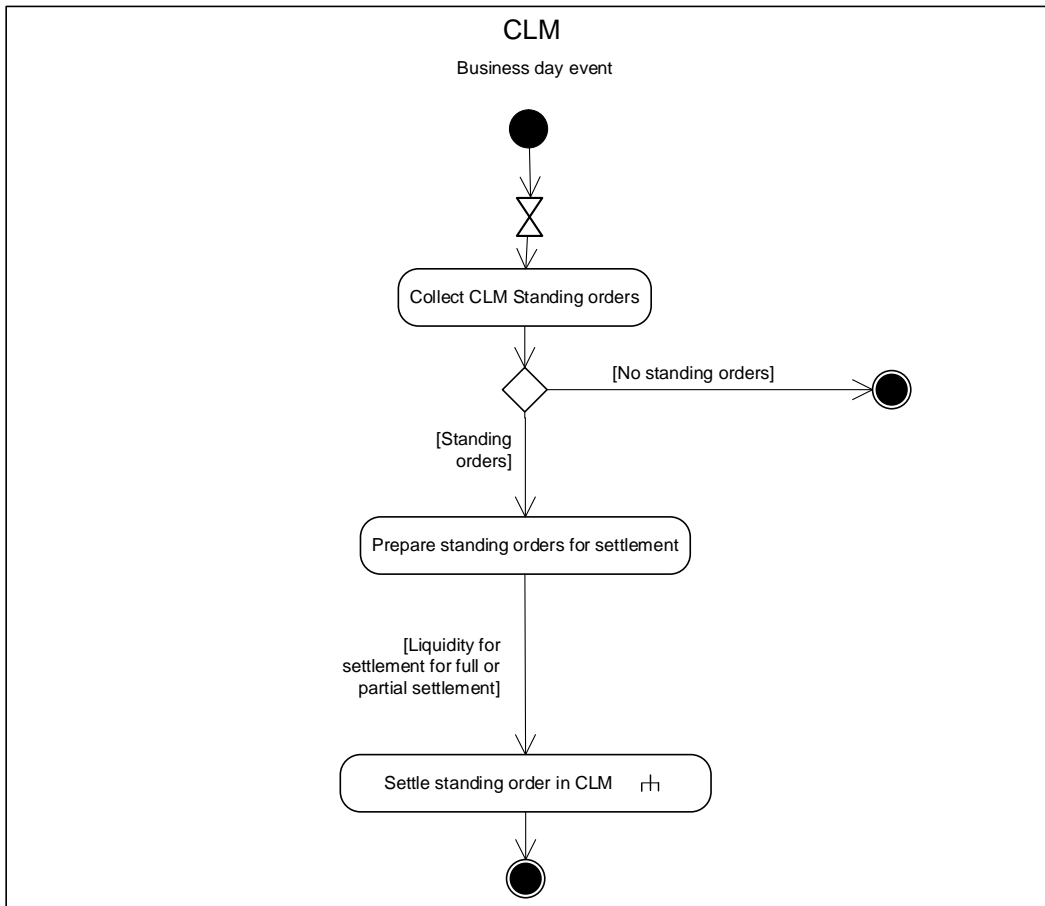 CLM
Business day event
Collect CLM Standing orders
[No standing orders]
[Standing
orders]
Prepare standing orders for settlement
[Liquidity for
settlement for full or
partial settlement]
Settle standing order in CLM